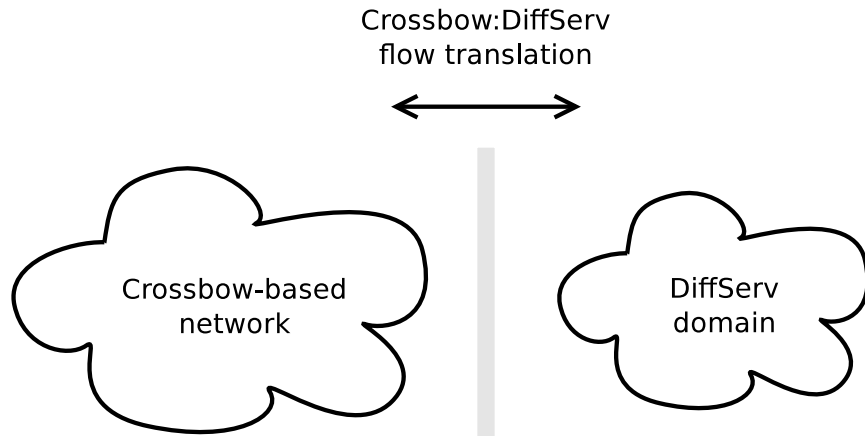 Crossbow:DiffServ
flow translation
Crossbow-based
network
DiffServ
domain